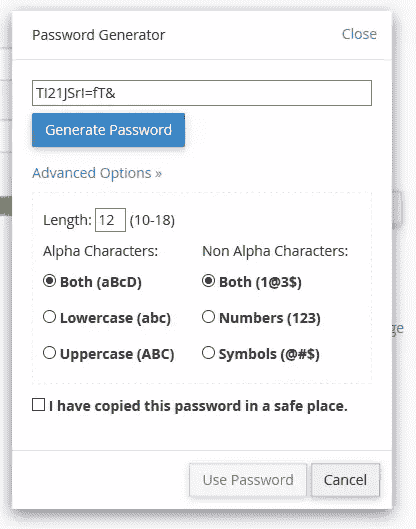 Password Generator Close
TI21JSrI=fT&
Generate Password
Advanced Options »
Length: 12 (10-18)
Alpha Characters: Non Alpha Characters:
Both (aBcD) Both (1@3$)
Lowercase (abc) Numbers (123)
Uppercase (ABC) Symbols (@#$)
ge
I have copied this password in a safe place.
Use Password Cancel